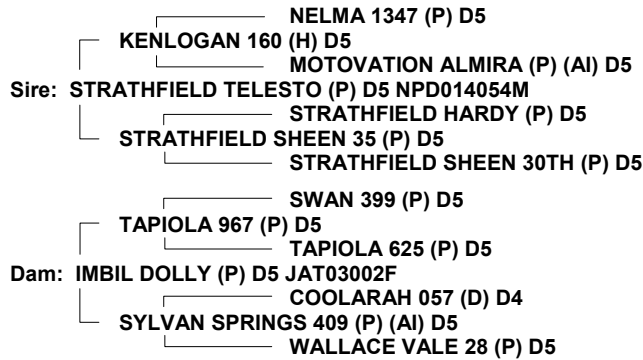 NELMA 1347 (P) D5
KENLOGAN 160 (H) D5
MOTOVATION ALMIRA (P) (AI) D5
Sire: STRATHFIELD TELESTO (P) D5 NPD014054M
STRATHFIELD HARDY (P) D5
STRATHFIELD SHEEN 35 (P) D5
STRATHFIELD SHEEN 30TH (P) D5
SWAN 399 (P) D5
TAPIOLA 967 (P) D5
TAPIOLA 625 (P) D5
Dam: IMBIL DOLLY (P) D5 JAT03002F
COOLARAH 057 (D) D4
SYLVAN SPRINGS 409 (P) (AI) D5
WALLACE VALE 28 (P) D5